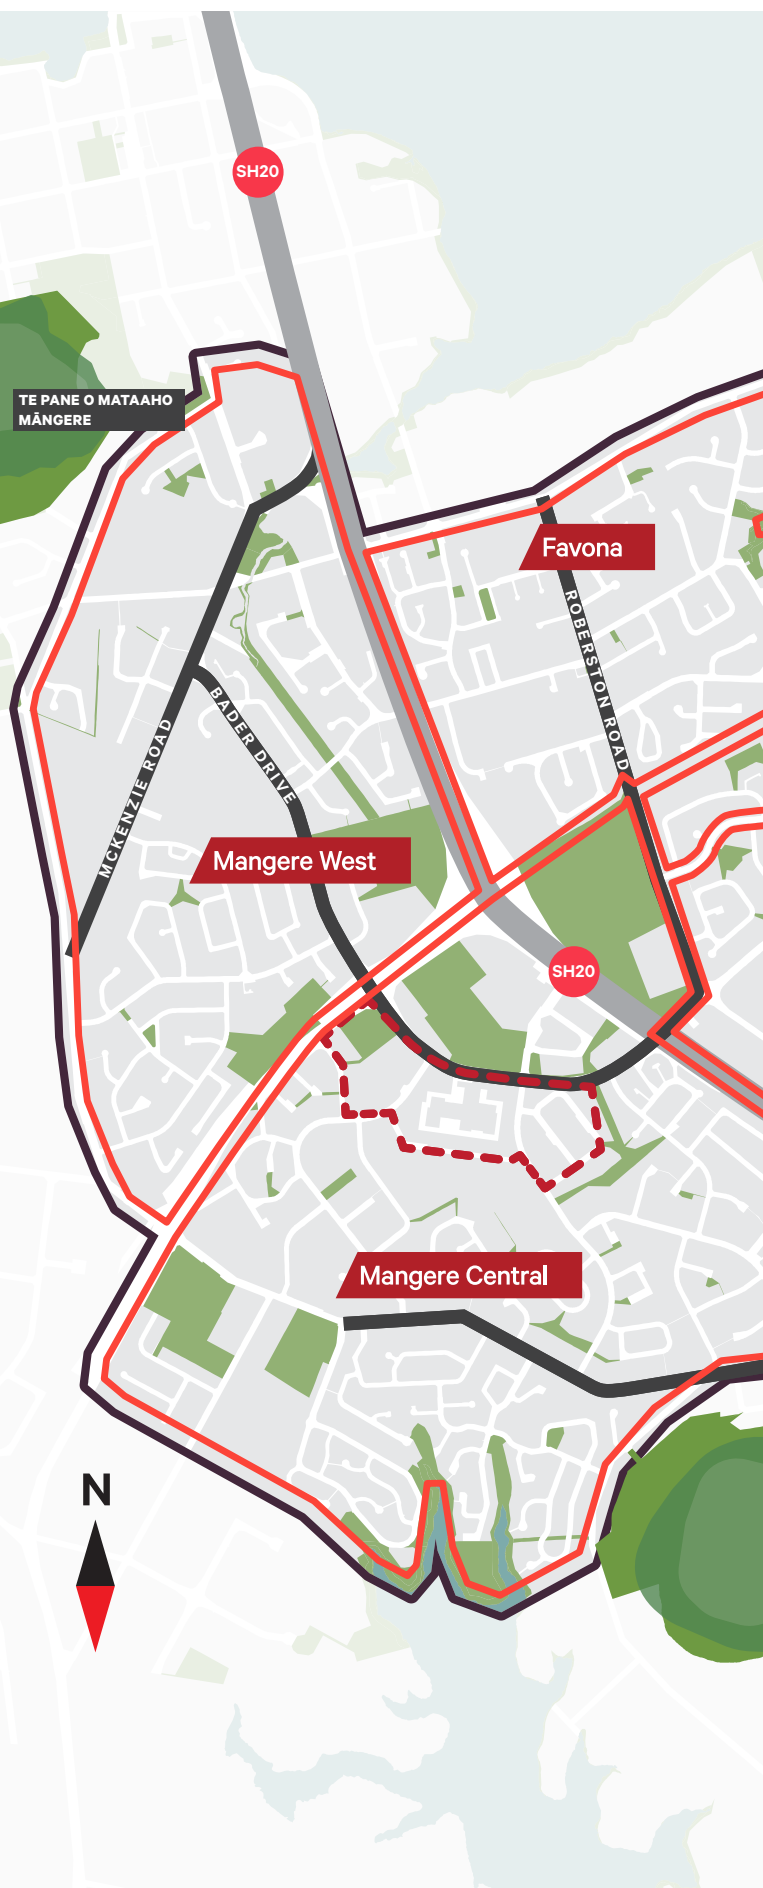 SH20
TE PANE O MATAAHO
MĀNGERE
Favona
ROBERSTON ROAD
BADER DRIVE
MCKENZIE ROAD
Mangere West
SH20
Mangere Central
N